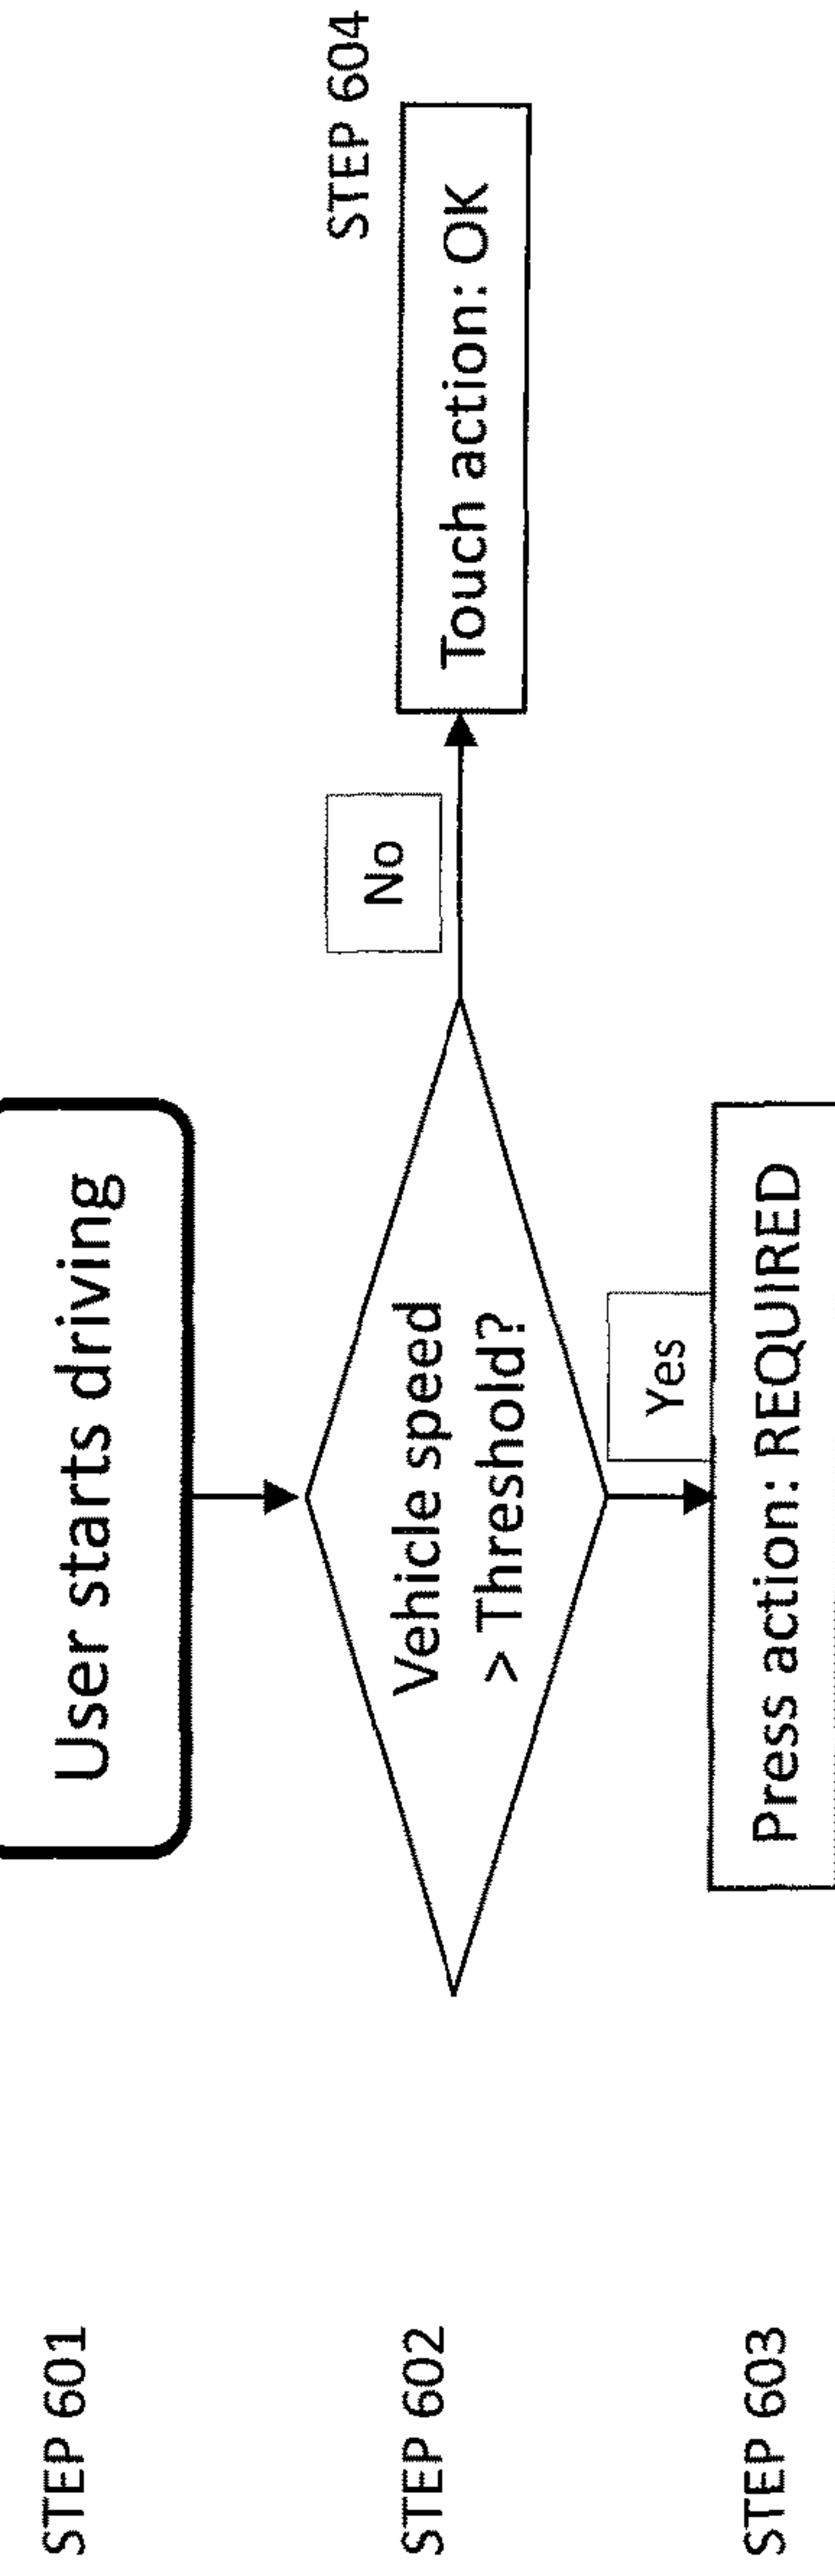 STEP 601
User starts driving
STEP 602
Vehicle speed
> Threshold?
No
STEP 604
Touch action: OK
Yes
STEP 603
Press action: REQUIRED